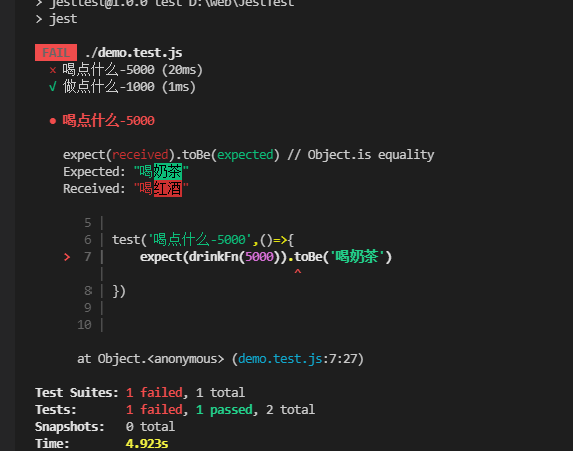 > jesttest@1.0.0 test D:\web\JestTest
> jest
FAIL ./demo.test.js
× 喝点什么-5000 (20ms)
√ 做点什么-1000 (1ms)
● 喝点什么-5000
expect(received).toBe(expected) // Object.is equality
Expected: "喝奶茶"
Received: "喝红酒"
5 |
6 | test('喝点什么-5000',()=>{
> 7 |     expect(drinkFn(5000)).toBe('喝奶茶')
|                           ^
8 | })
9 |
10 |
at Object.<anonymous> (demo.test.js:7:27)
Test Suites: 1 failed, 1 total
Tests:       1 failed, 1 passed, 2 total
Snapshots:   0 total
Time:        4.923s